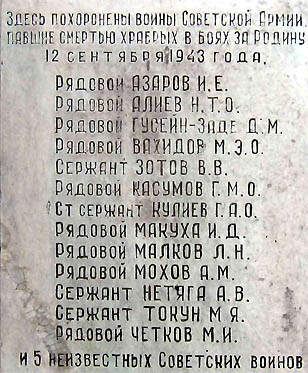 Здесь похоронены воины Советской Армии,
павшие смертью храбрых в боях за Родину
12 сентября 1943 года.
Рядовой АЗАРОВ И.Е.
Рядовой АЛИЕВ Н.Т.О.
Рядовой ГУСЕЙН-Заде Д.М.
Рядовой ВАХИДОВ М.Э.О.
Сержант ЗОТОВ В.В.
Рядовой КАСУМОВ Г.М.О.
Ст сержант КУЛИЕВ Г.А.О.
Рядовой МАКУХА И.Д.
Рядовой МАЛКОВ Л.Н.
Рядовой МОХОВ А.М.
Сержант НЕТЯГА А.В.
Сержант ТОКУН М Я.
Рядовой ЧЕТКОВ М.И.
и 5 неизвестных Советских воинов